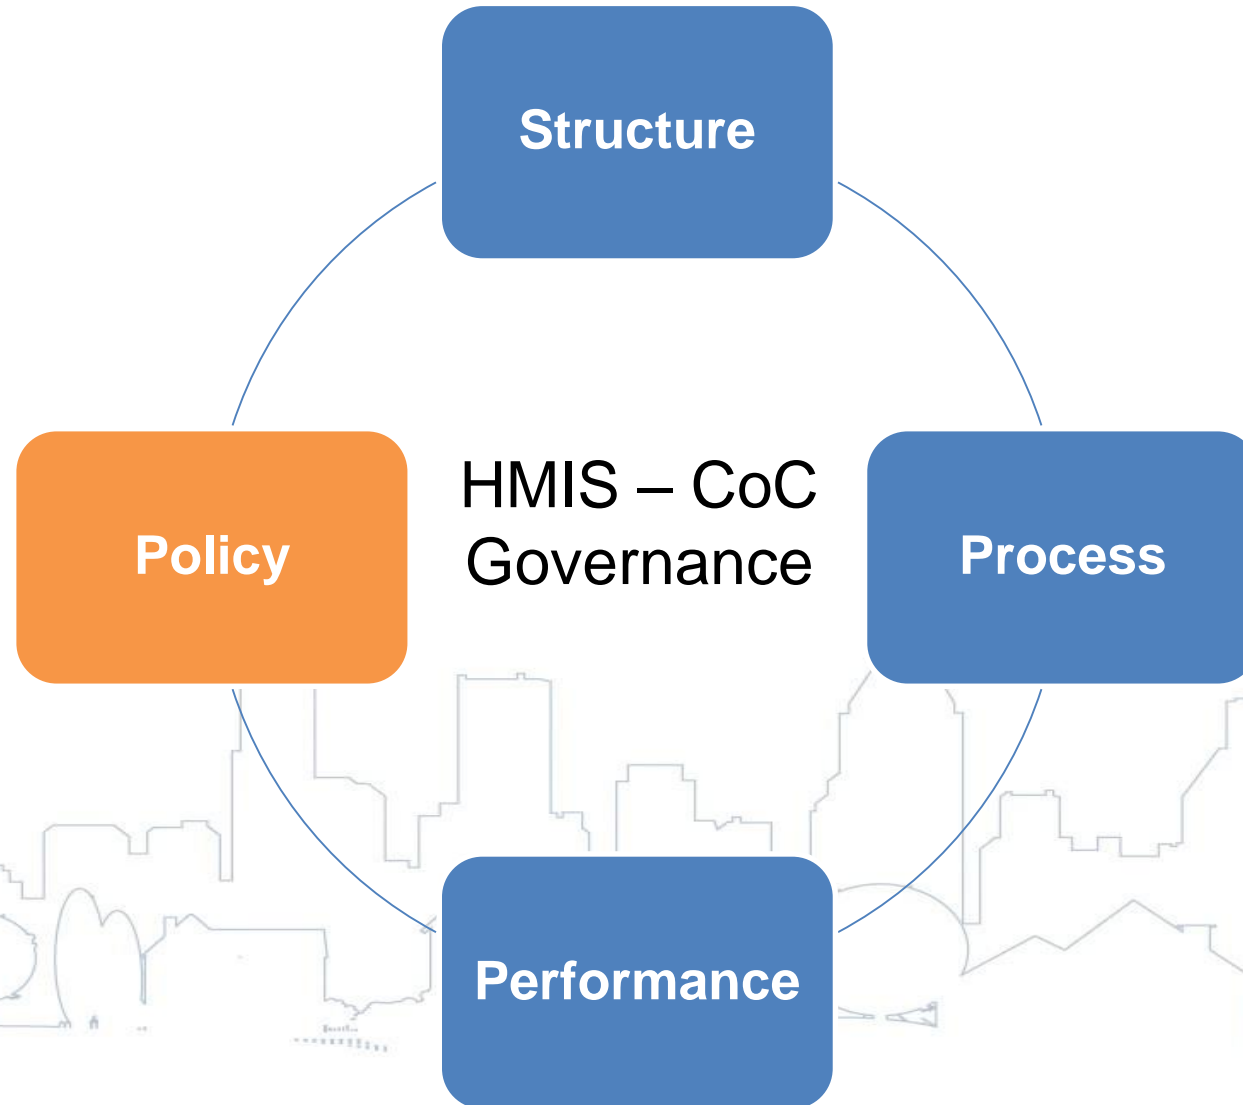 Structure
Policy
HMIS – CoC
Governance
Process
Performance